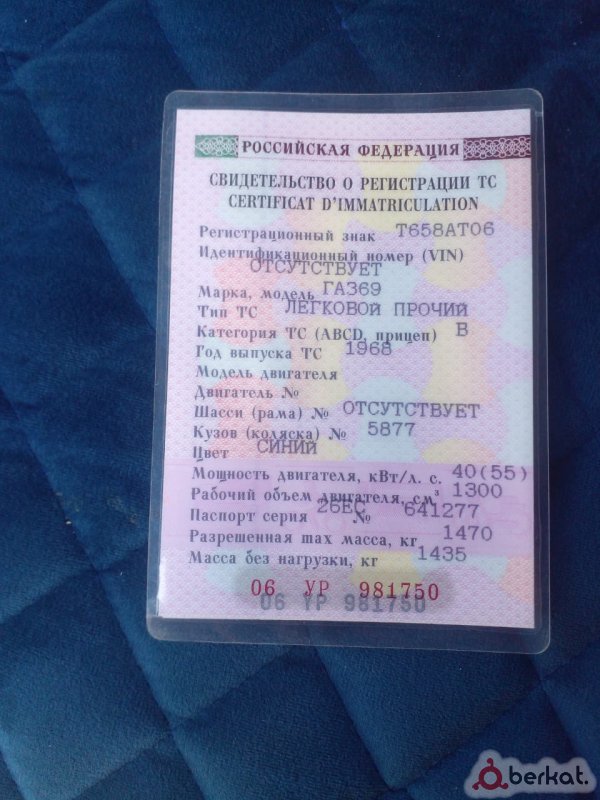 РОССИЙСКАЯ ФЕДЕРАЦИЯ
СВИДЕТЕЛЬСТВО О РЕГИСТРАЦИИ ТС
CERTIFICAT D'IMMATRICULATION
Регистрационный знак Т658АТ06
Идентификационный номер (VIN)
ОТСУТСТВУЕТ
Марка, модель ГАЗ69
Тип ТС ЛЕГКОВОЙ ПРОЧИЙ
Категория ТС (ABCD, прицеп) В
Год выпуска ТС 1968
Модель двигателя
Двигатель №
Шасси (рама) № ОТСУТСТВУЕТ
Кузов (коляска) № 5877
Цвет СИНИЙ
Мощность двигателя, кВт/л. с. 40(55)
Рабочий объем двигателя, см³ 1300
Паспорт серия 26ЕС № 641277
Разрешенная max масса, кг 1470
Масса без нагрузки, кг 1435
06 УР 981750
06 УР 981750
berkat.